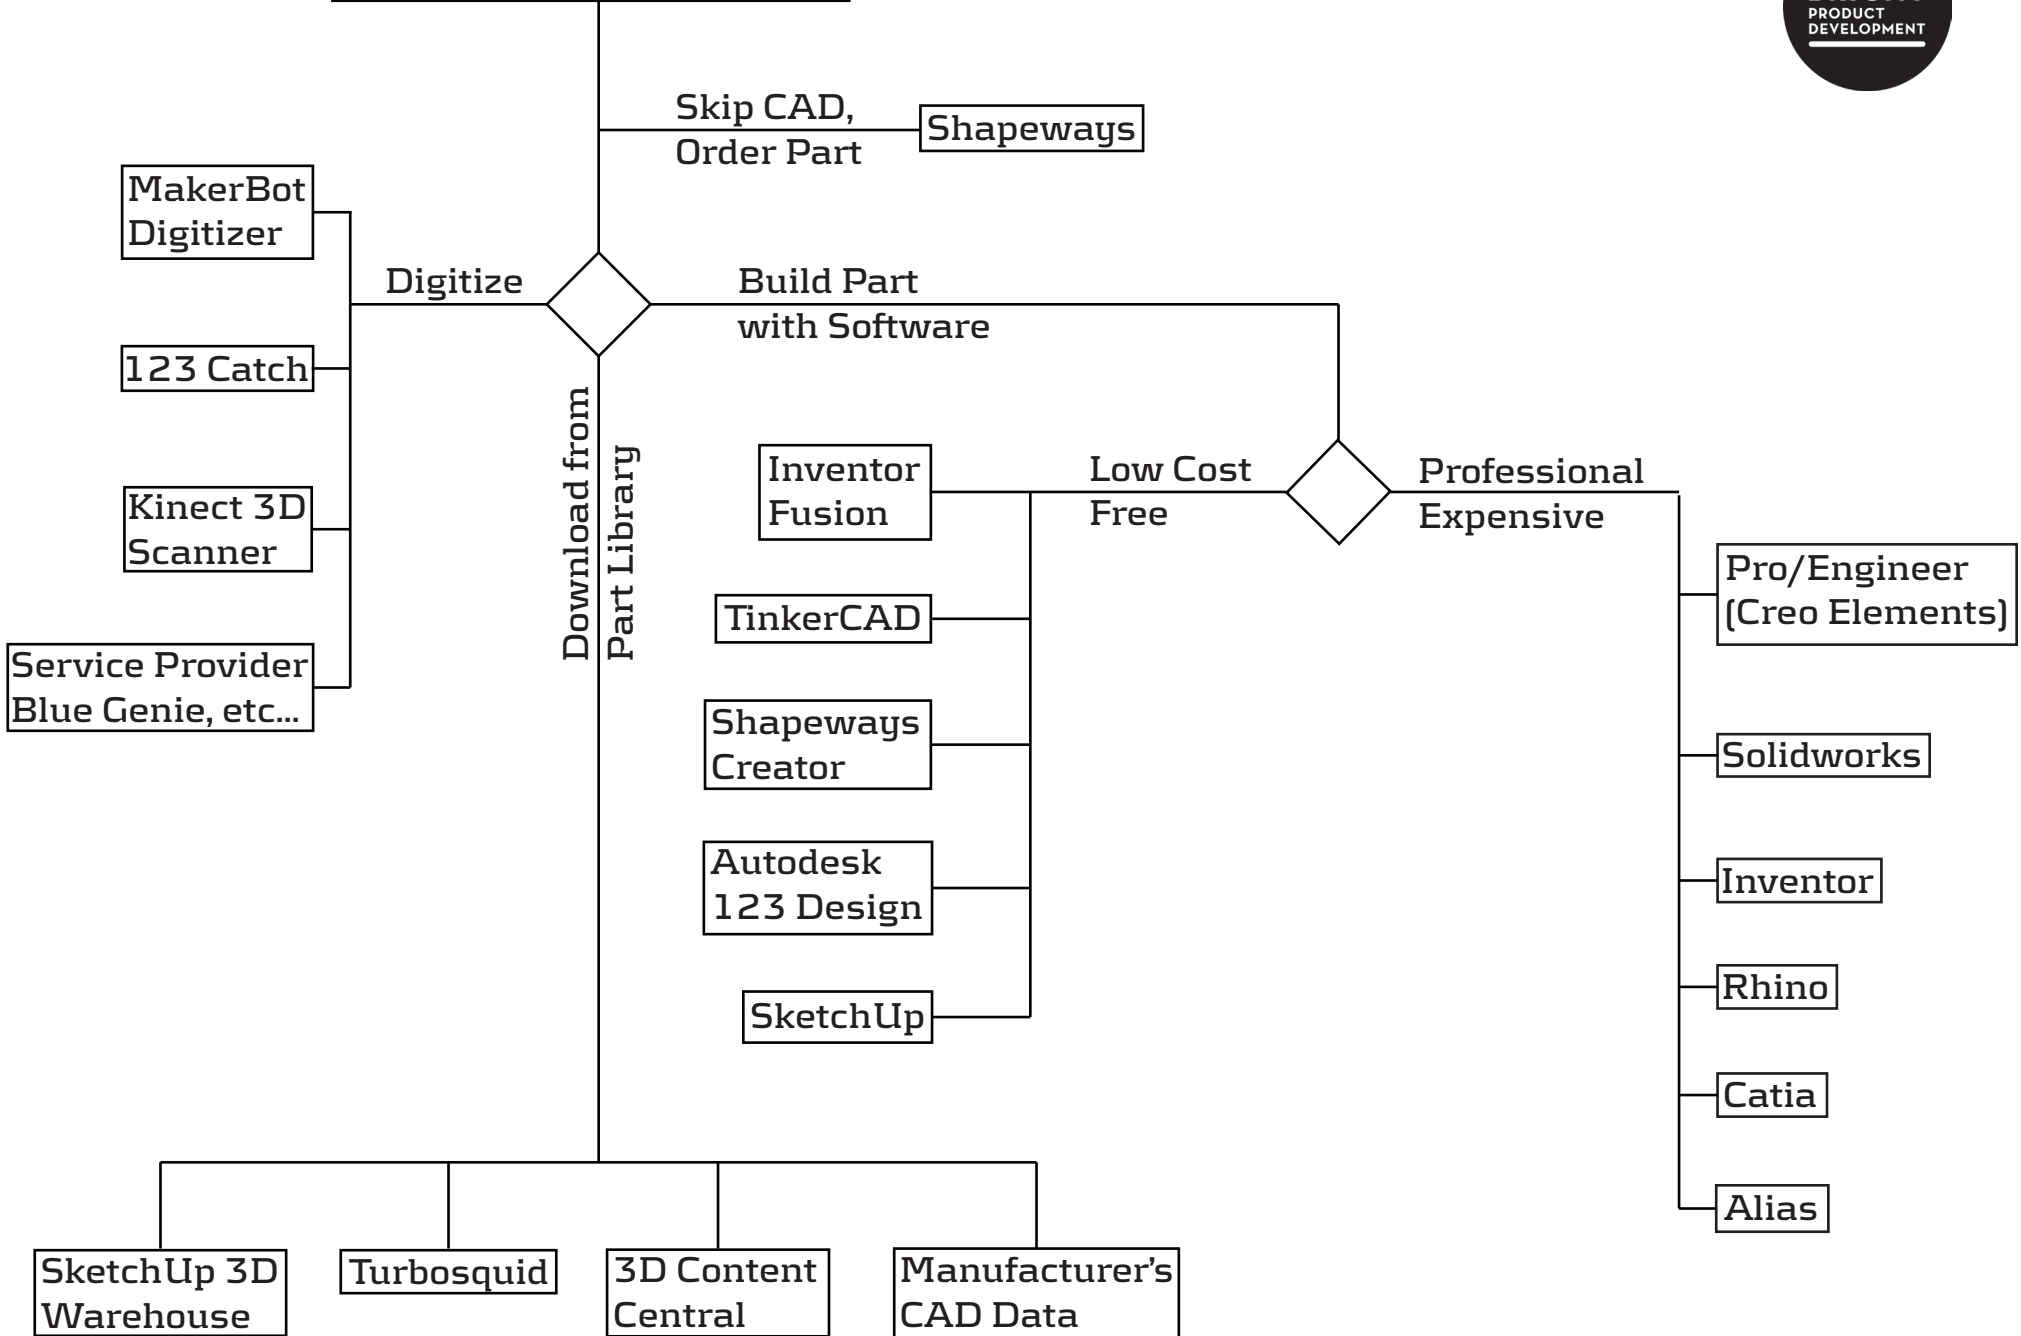 PRODUCT
DEVELOPMENT
Skip CAD,
Order Part
Shapeways
MakerBot
Digitizer
Digitize
Build Part
with Software
123 Catch
Download from
Part Library
Kinect 3D
Scanner
Service Provider
Blue Genie, etc...
Inventor
Fusion
Low Cost
Free
Professional
Expensive
TinkerCAD
Shapeways
Creator
Autodesk
123 Design
SketchUp
Pro/Engineer
(Creo Elements)
Solidworks
Inventor
Rhino
Catia
Alias
SketchUp 3D
Warehouse
Turbosquid
3D Content
Central
Manufacturer’s
CAD Data